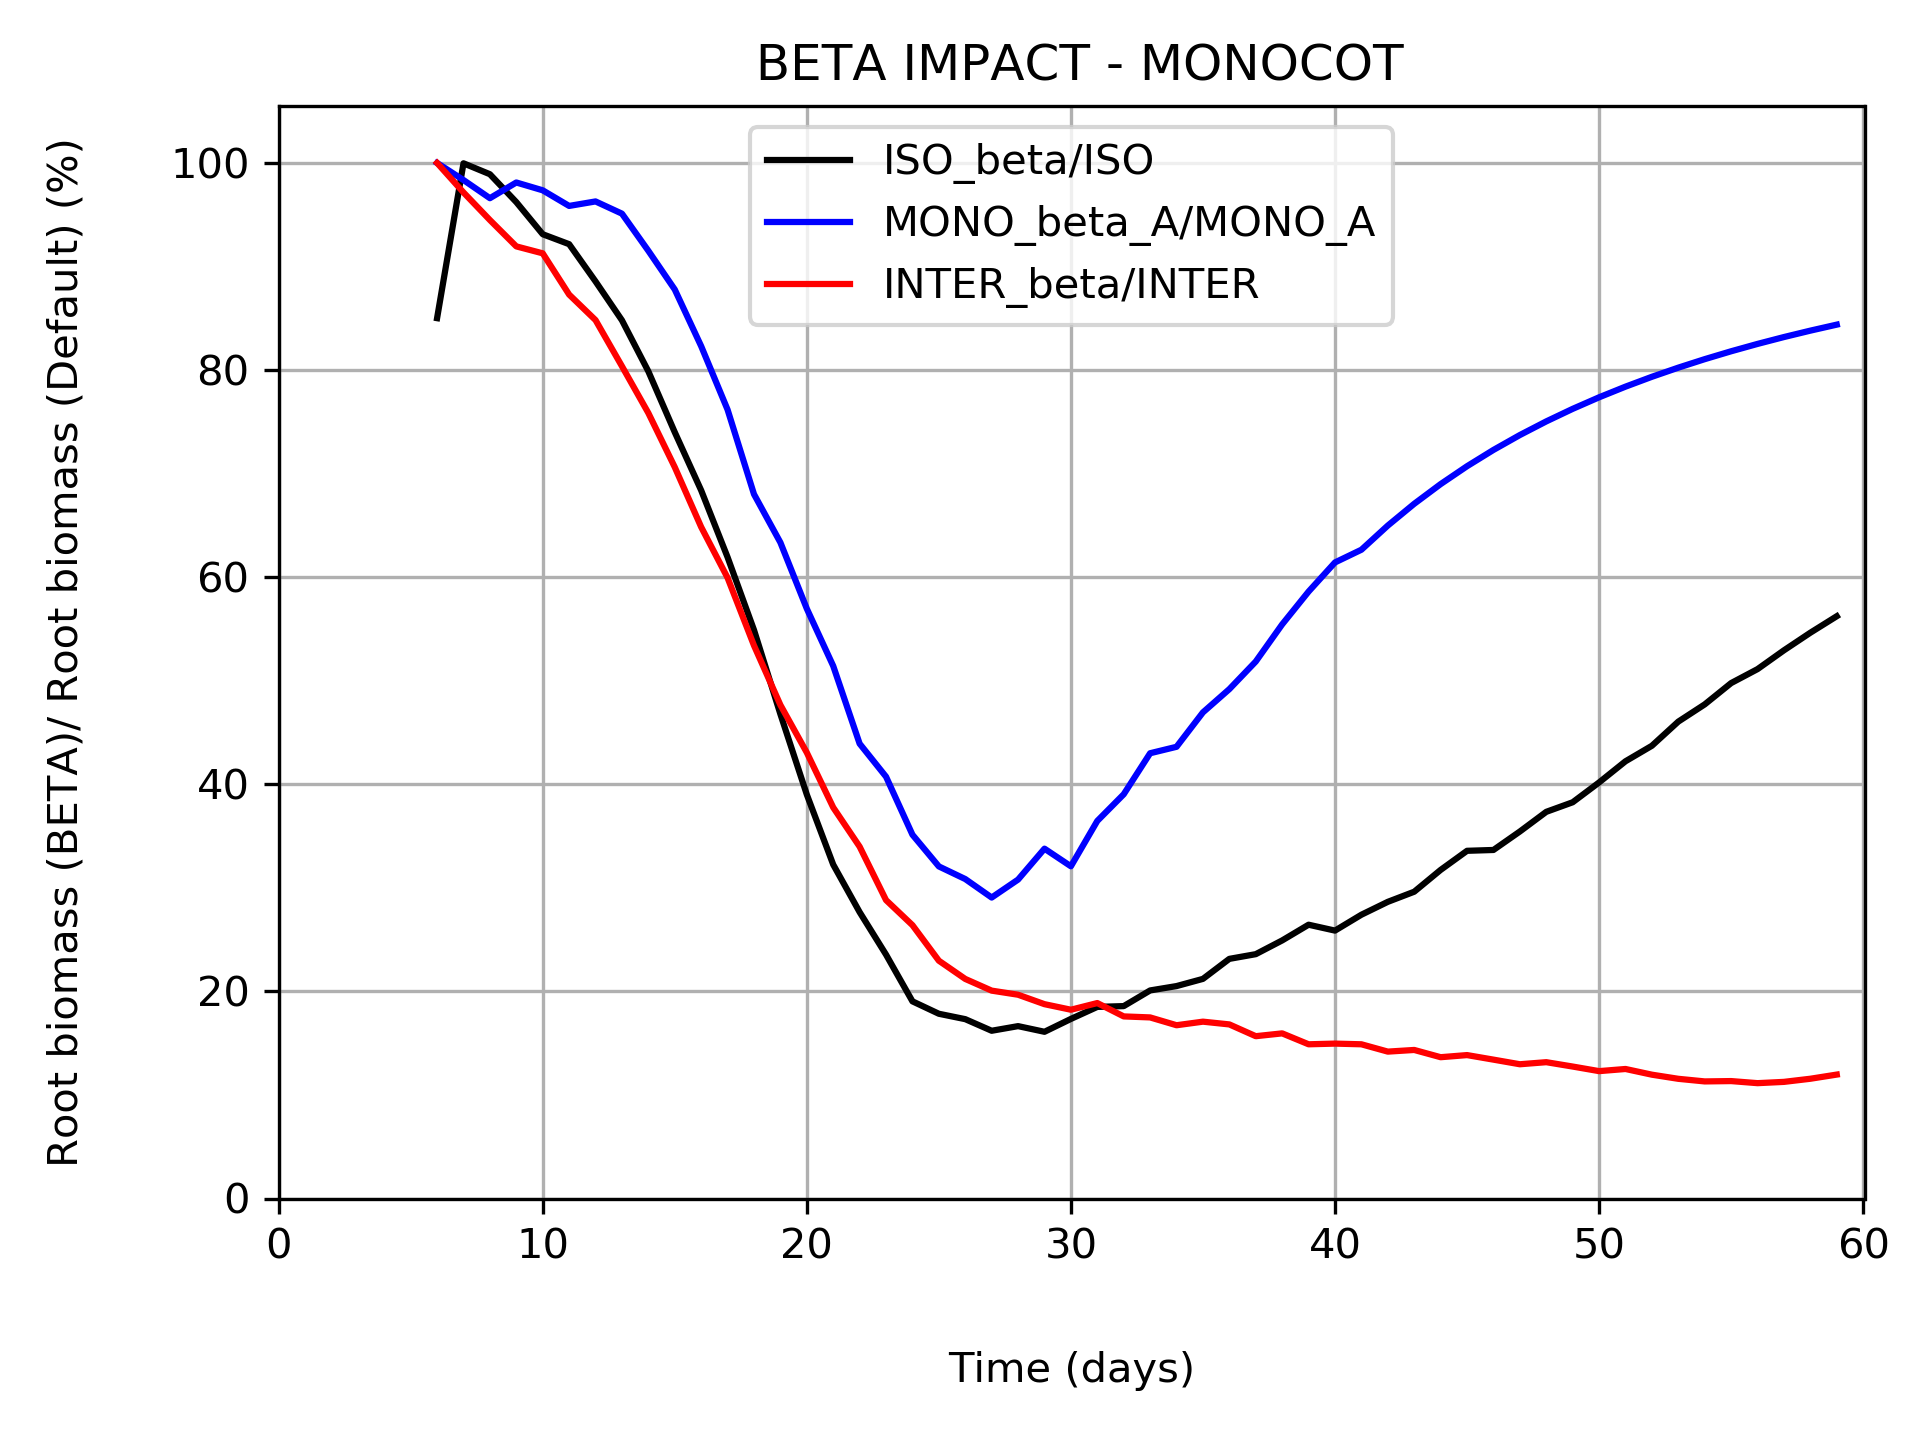 BETA IMPACT - MONOCOT
ISO_beta/ISO
MONO_beta_A/MONO_A
INTER_beta/INTER
Root biomass (BETA)/ Root biomass (Default) (%)
100
80
60
40
20
0
0 10 20 30 40 50 60
Time (days)